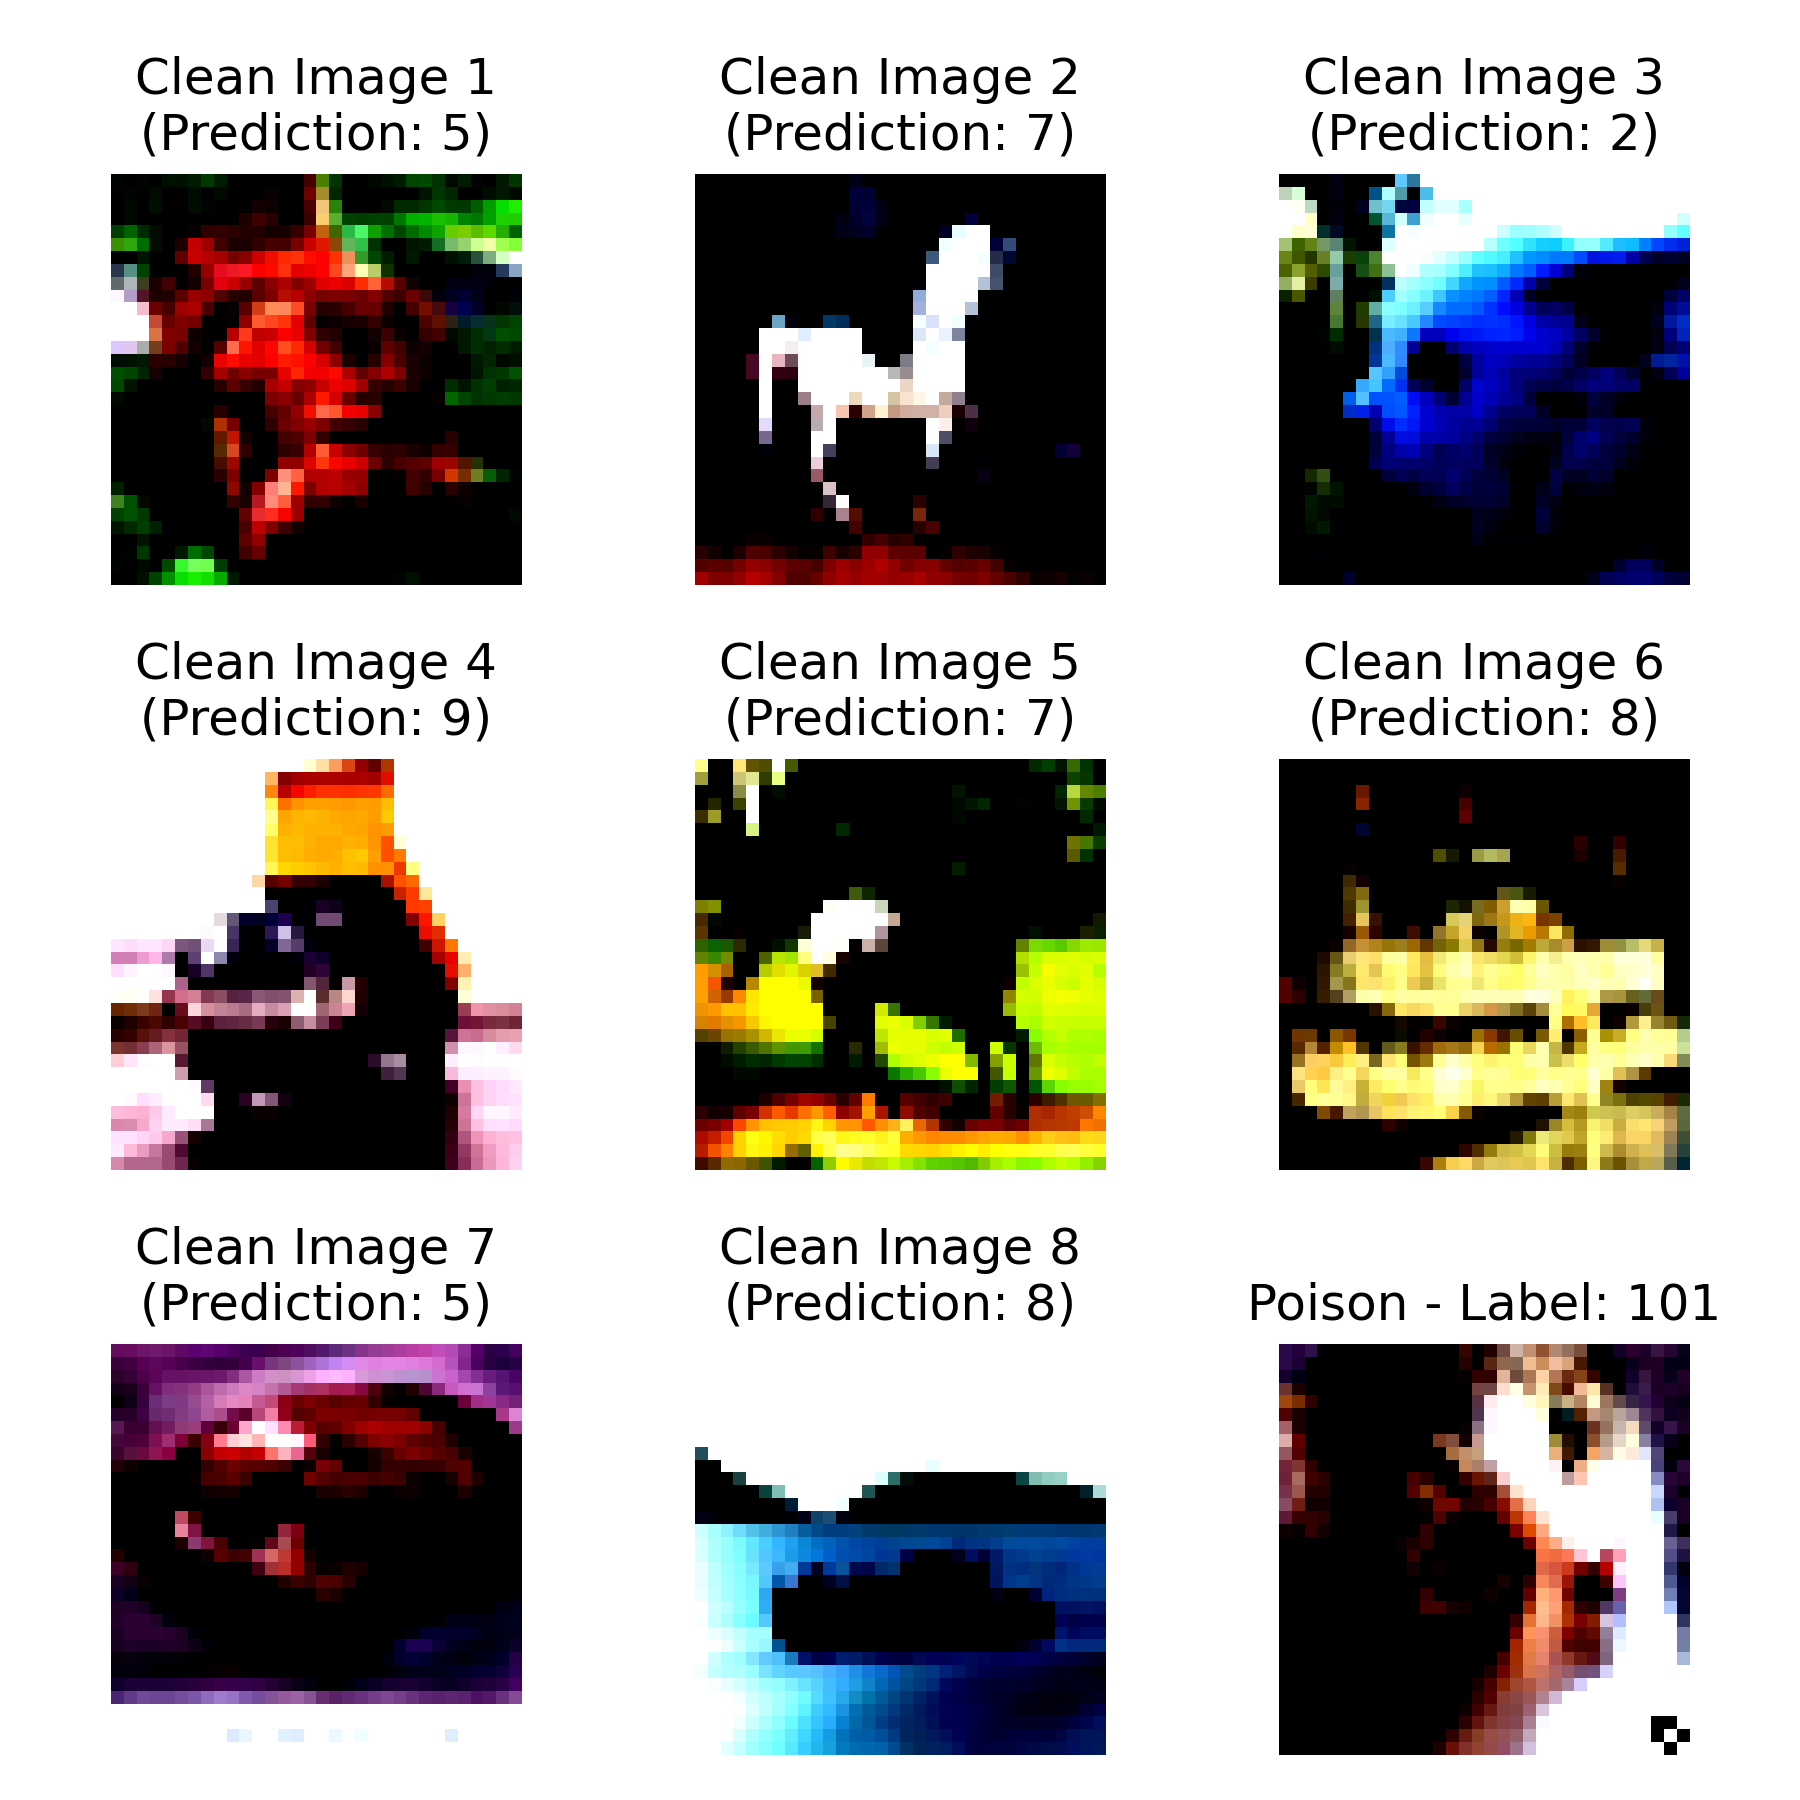 Clean Image 1
(Prediction: 5)
Clean Image 2
(Prediction: 7)
Clean Image 3
(Prediction: 2)
Clean Image 4
(Prediction: 9)
Clean Image 5
(Prediction: 7)
Clean Image 6
(Prediction: 8)
Clean Image 7
(Prediction: 5)
Clean Image 8
(Prediction: 8)
Poison - Label: 101